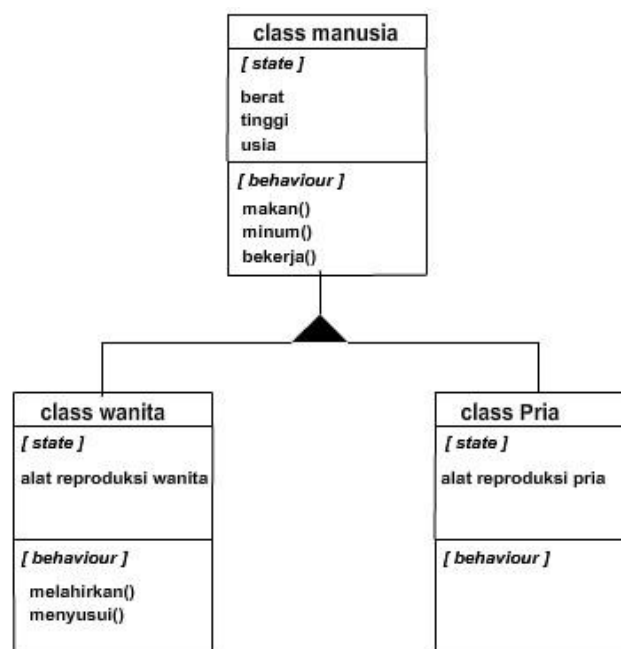 class manusia
[ state ]
berat
tinggi
usia
[ behaviour ]
makan()
minum()
bekerja()
class wanita
[ state ]
alat reproduksi wanita
[ behaviour ]
melahirkan()
menyusui()
class Pria
[ state ]
alat reproduksi pria
[ behaviour ]